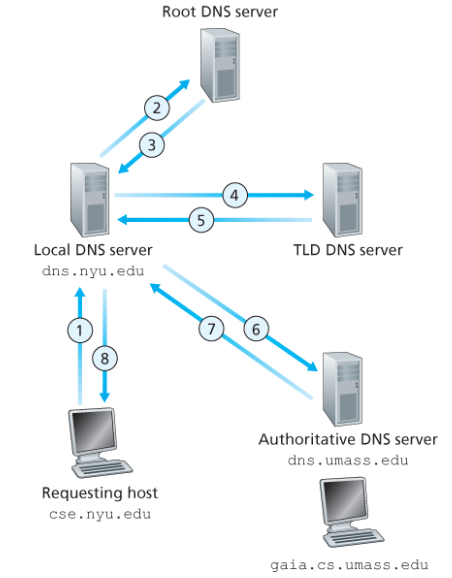 Root DNS server
2
3
4
5
Local DNS server
dns.nyu.edu
TLD DNS server
1
8
7
6
Authoritative DNS server
dns.umass.edu
Requesting host
cse.nyu.edu
gaia.cs.umass.edu